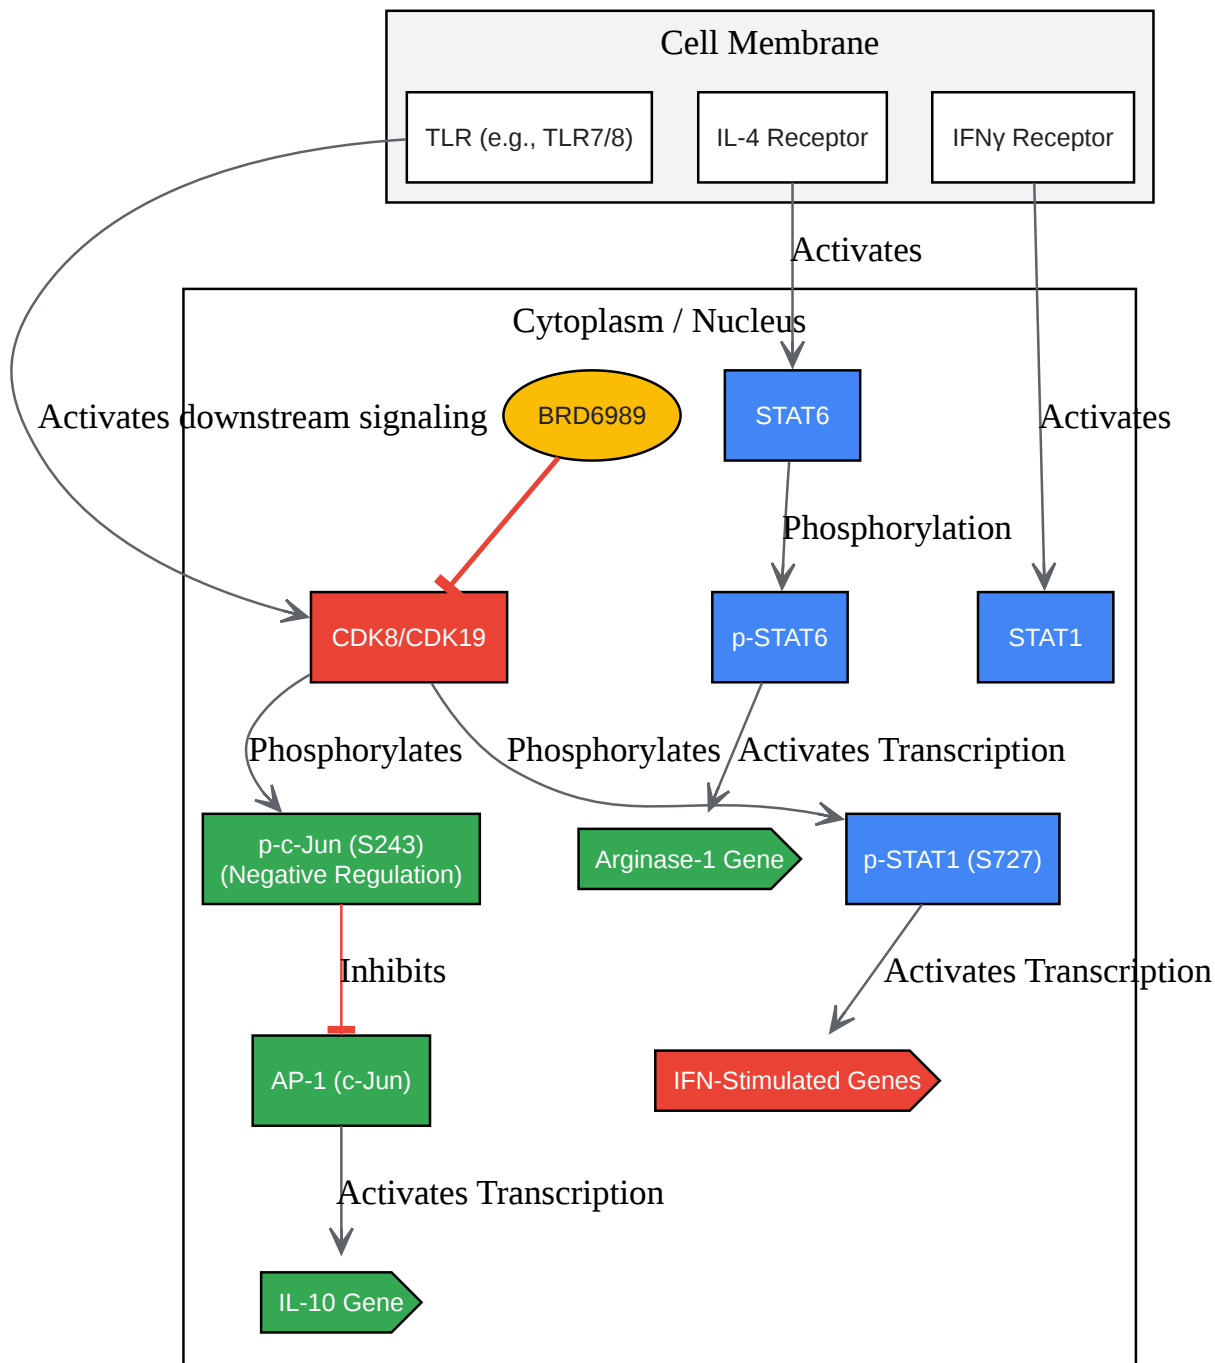 Cell Membrane
TLR (e.g., TLR7/8)
IL-4 Receptor
IFNγ Receptor
Activates
Cytoplasm / Nucleus
Activates downstream signaling
BRD6989
STAT6
Activates
Phosphorylation
CDK8/CDK19
p-STAT6
STAT1
Phosphorylates
Phosphorylates
Activates Transcription
p-c-Jun (S243)
(Negative Regulation)
Arginase-1 Gene
p-STAT1 (S727)
Inhibits
Activates Transcription
AP-1 (c-Jun)
IFN-Stimulated Genes
Activates Transcription
IL-10 Gene